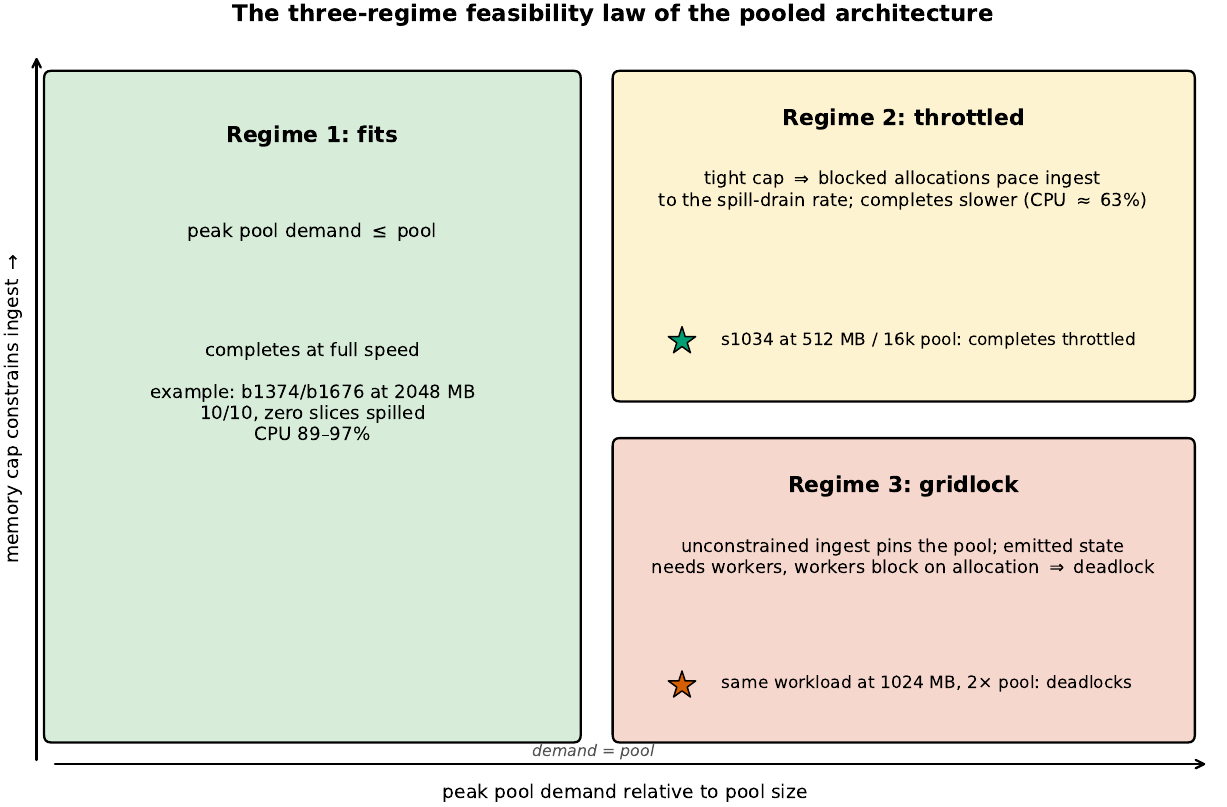 The three-regime feasibility law of the pooled architecture
memory cap constrains ingest →
Regime 1: fits
peak pool demand ≤ pool
completes at full speed
example: b1374/b1676 at 2048 MB
10/10, zero slices spilled
CPU 89–97%
Regime 2: throttled
tight cap ⇒ blocked allocations pace ingest
to the spill-drain rate; completes slower (CPU ≈ 63%)
s1034 at 512 MB / 16k pool: completes throttled
Regime 3: gridlock
unconstrained ingest pins the pool; emitted state
needs workers, workers block on allocation ⇒ deadlock
same workload at 1024 MB, 2× pool: deadlocks
demand = pool
peak pool demand relative to pool size